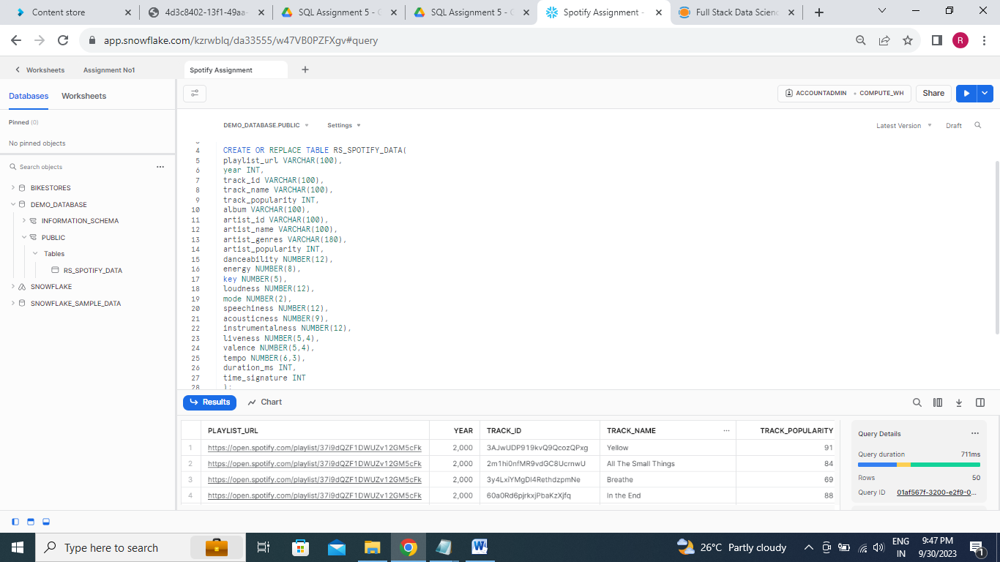 Content store
4d3c8402-13f1-49aa-
SQL Assignment 5 - G
SQL Assignment 5 - G
Spotify Assignment -
Full Stack Data Scienc
app.snowflake.com/kzrwblq/da33555/w47VB0PZFXgv#query
R
Worksheets
Assignment No1
Spotify Assignment
Databases
Worksheets
ACCOUNTADMIN
COMPUTE_WH
Share
Pinned (0)
No pinned objects
DEMO_DATABASE.PUBLIC
Settings
Latest Version
Draft
Search objects
BIKESTORES
DEMO_DATABASE
INFORMATION_SCHEMA
PUBLIC
Tables
RS_SPOTIFY_DATA
SNOWFLAKE
SNOWFLAKE_SAMPLE_DATA
4 CREATE OR REPLACE TABLE RS_SPOTIFY_DATA(
5 playlist_url VARCHAR(100),
6 year INT,
7 track_id VARCHAR(100),
8 track_name VARCHAR(100),
9 track_popularity INT,
10 album VARCHAR(100),
11 artist_id VARCHAR(100),
12 artist_name VARCHAR(100),
13 artist_genres VARCHAR(180),
14 artist_popularity INT,
15 danceability NUMBER(12),
16 energy NUMBER(8),
17 key NUMBER(5),
18 loudness NUMBER(12),
19 mode NUMBER(2),
20 speechiness NUMBER(12),
21 acousticness NUMBER(9),
22 instrumentalness NUMBER(12),
23 liveness NUMBER(5,4),
24 valence NUMBER(5,4),
25 tempo NUMBER(6,3),
26 duration_ms INT,
27 time_signature INT
28 );
Results
Chart
PLAYLIST_URL YEAR TRACK_ID TRACK_NAME ... TRACK_POPULARITY
1 https://open.spotify.com/playlist/37i9dQZF1DWUZv12GM5cFk 2,000 3AJwUDP919kvQ9QcozQPxg Yellow 91
2 https://open.spotify.com/playlist/37i9dQZF1DWUZv12GM5cFk 2,000 2m1hi0nfMR9vdGC8UcrnwU All The Small Things 84
3 https://open.spotify.com/playlist/37i9dQZF1DWUZv12GM5cFk 2,000 3y4LxiYMgDl4RethdzpmNe Breathe 69
4 https://open.spotify.com/playlist/37i9dQZF1DWUZv12GM5cFk 2,000 60a0Rd6pjrkxjPbaKzXjfq In the End 88
Query Details
...
Query duration 711ms
Rows 50
Query ID 01af567f-3200-e2f9-0...
Type here to search
26°C Partly cloudy
ENG
IN
9:47 PM
9/30/2023
1